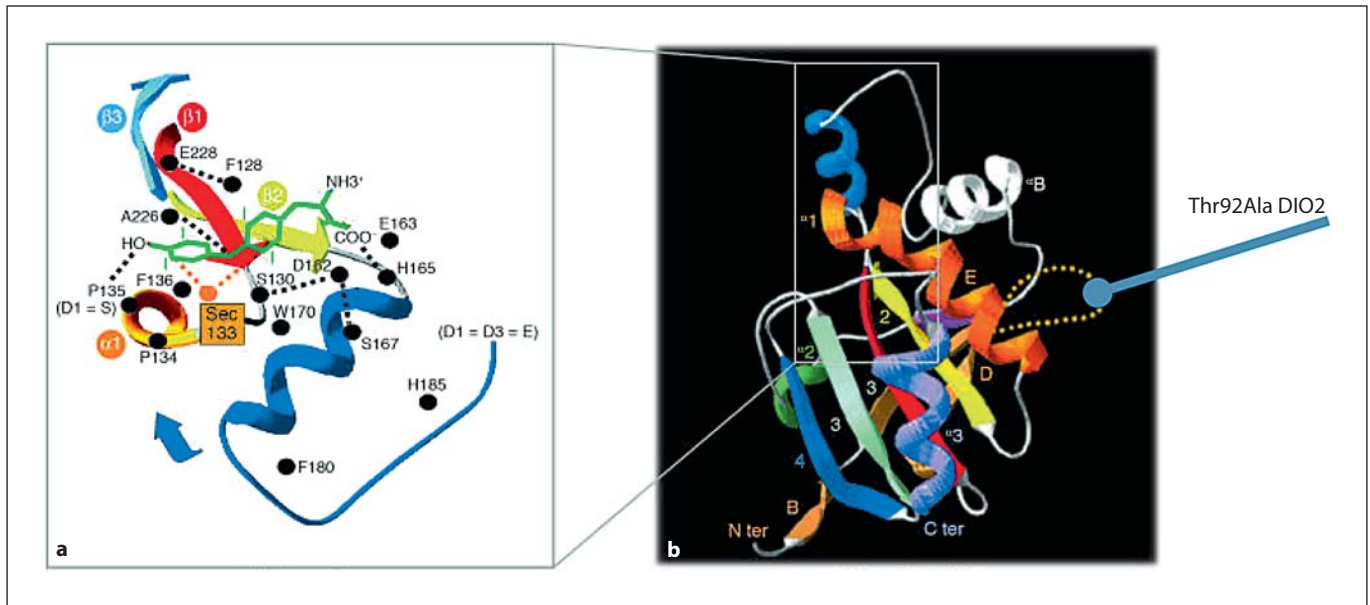 β3
β1
E228
F128
β2
NH3⁺
A226
E163
COO⁻
HO
D162
H165
S130
F136
P135
(D1 = S)
Sec
133
W170
(D1 = D3 = E)
α1
P134
S167
H185
F180
a
αB
α1
Thr92Ala DIO2
E
2
α2
D
3
3
α3
4
B
N ter
C ter
b